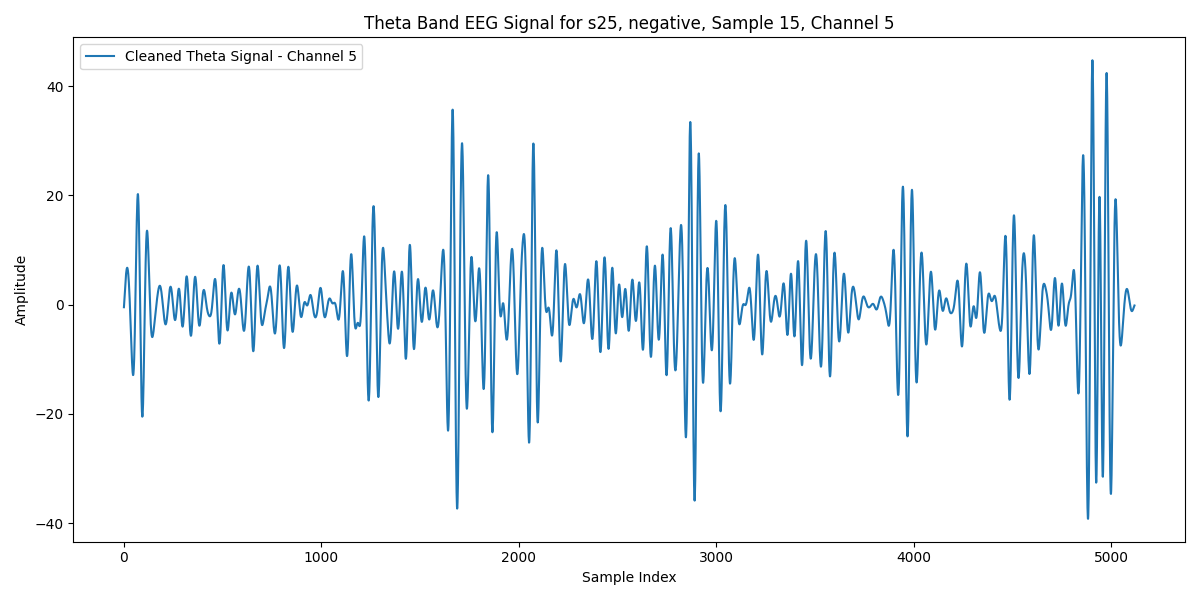 Theta Band EEG Signal for s25, negative, Sample 15, Channel 5
Cleaned Theta Signal - Channel 5
Amplitude
40
20
0
−20
−40
0 1000 2000 3000 4000 5000
Sample Index